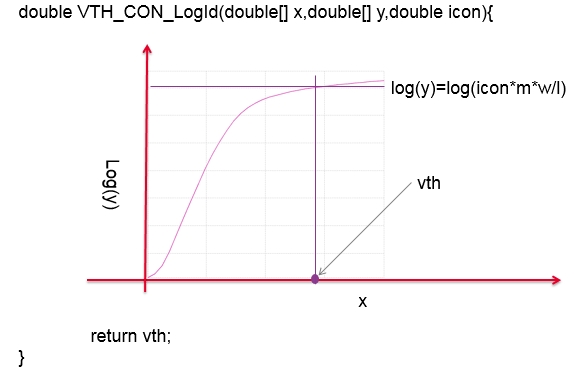 double VTH_CON_LogId(double[] x,double[] y,double icon){
log(y)=log(icon*m*w/l)
Log(y)
vth
x
return vth;
}